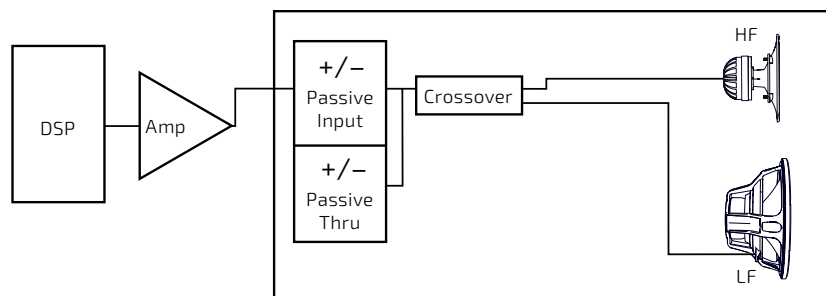 DSP
Amp
+/–
Passive
Input
+/–
Passive
Thru
Crossover
HF
LF